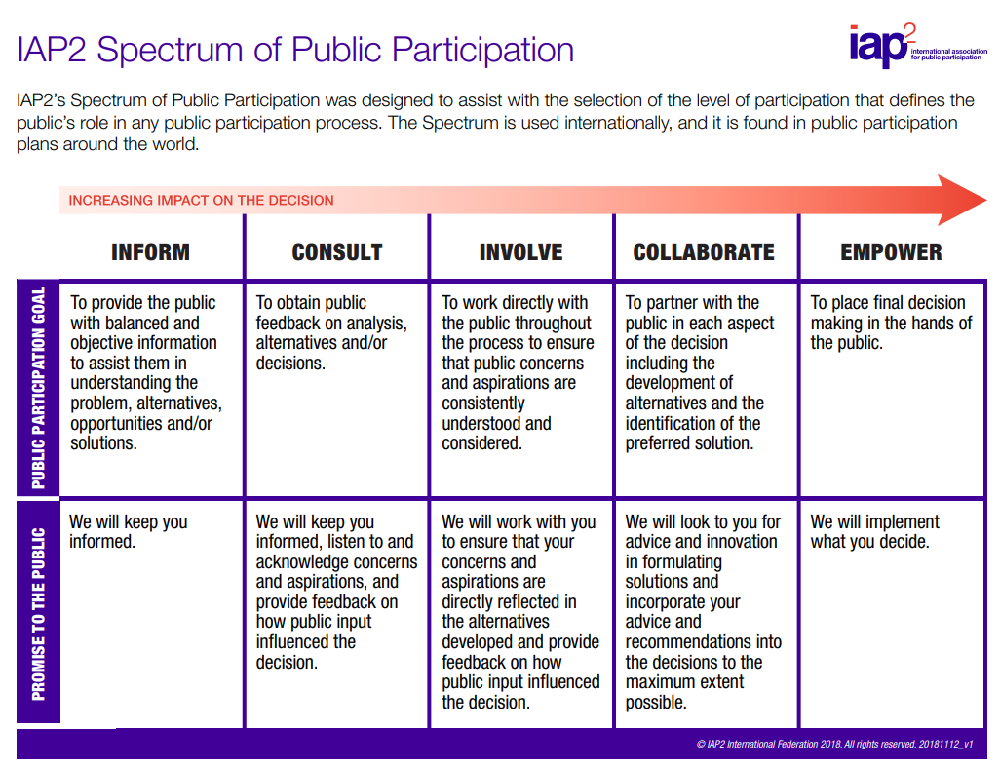 IAP2 Spectrum of Public Participation
iap2
international association
for public participation
IAP2's Spectrum of Public Participation was designed to assist with the selection of the level of participation that defines the
public's role in any public participation process. The Spectrum is used internationally, and it is found in public participation
plans around the world.
INCREASING IMPACT ON THE DECISION
INFORM
CONSULT
INVOLVE
COLLABORATE
EMPOWER
PUBLIC PARTICIPATION GOAL
To provide the public
with balanced and
objective information
to assist them in
understanding the
problem, alternatives,
opportunities and/or
solutions.
To obtain public
feedback on analysis,
alternatives and/or
decisions.
To work directly with
the public throughout
the process to ensure
that public concerns
and aspirations are
consistently
understood and
considered.
To partner with the
public in each aspect
of the decision
including the
development of
alternatives and the
identification of the
preferred solution.
To place final decision
making in the hands of
the public.
PROMISE TO THE PUBLIC
We will keep you
informed.
We will keep you
informed, listen to and
acknowledge concerns
and aspirations, and
provide feedback on
how public input
influenced the
decision.
We will work with you
to ensure that your
concerns and
aspirations are
directly reflected in
the alternatives
developed and provide
feedback on how
public input influenced
the decision.
We will look to you for
advice and innovation
in formulating
solutions and
incorporate your
advice and
recommendations into
the decisions to the
maximum extent
possible.
We will implement
what you decide.
© IAP2 International Federation 2018. All rights reserved. 20181112_v1